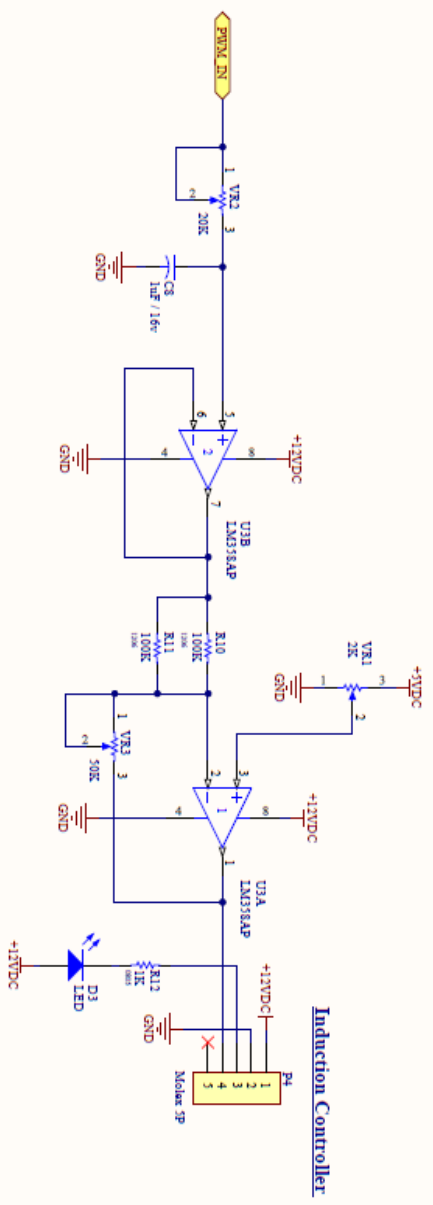 Induction Controller
PWM_IN
1
VR2
2
20K
3
C8
1uF / 16v
GND
+12VDC
8
5
+
2
-
6
4
7
GND
U3B
LM358AP
R10
100K
1206
R11
100K
1206
+5VDC
3
VR1
2K
2
1
GND
1
VR3
2
50K
3
+12VDC
8
3
+
1
-
2
4
1
GND
U3A
LM358AP
R12
1K
0805
D3
LED
+12VDC
+12VDC
GND
P4
1
2
3
4
5
Molex 5P